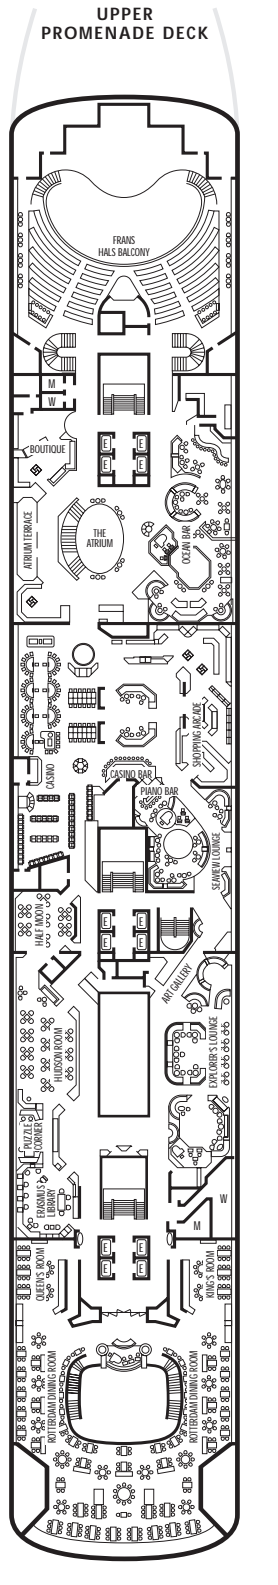 UPPER
PROMENADE DECK
FRANS
HALS BALCONY
M
W
E
E
E
E
BOUTIQUE
OCEAN BAR
ATRIUM TERRACE
THE
ATRIUM
SHOPPING ARCADE
CASINO
CASINO BAR
PIANO BAR
SEAVIEW LOUNGE
HALF MOON
E
E
E
E
ART GALLERY
HUDSON ROOM
EXPLORER'S LOUNGE
PUZZLE
CORNER
ERASMUS
LIBRARY
W
M
E
E
E
E
QUEEN'S ROOM
KING'S ROOM
ROTTERDAM DINING ROOM
ROTTERDAM DINING ROOM